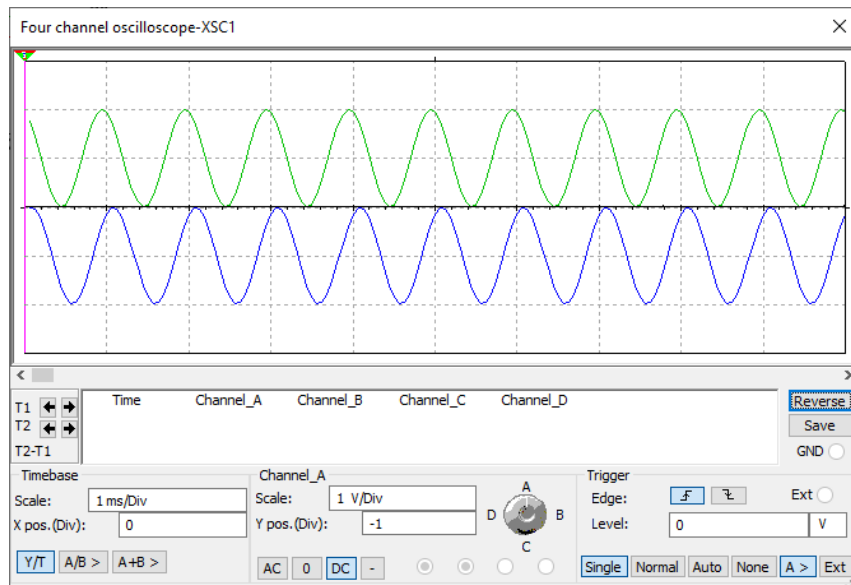 Four channel oscilloscope-XSC1
Time Channel_A Channel_B Channel_C Channel_D
T1
T2
T2-T1
Reverse
Save
GND
Timebase
Scale: 1 ms/Div
X pos.(Div): 0
Y/T A/B > A+B >
Channel_A
Scale: 1 V/Div
Y pos.(Div): -1
AC 0 DC -
A
D B
C
Trigger
Edge: Ext
Level: 0 V
Single Normal Auto None A > Ext